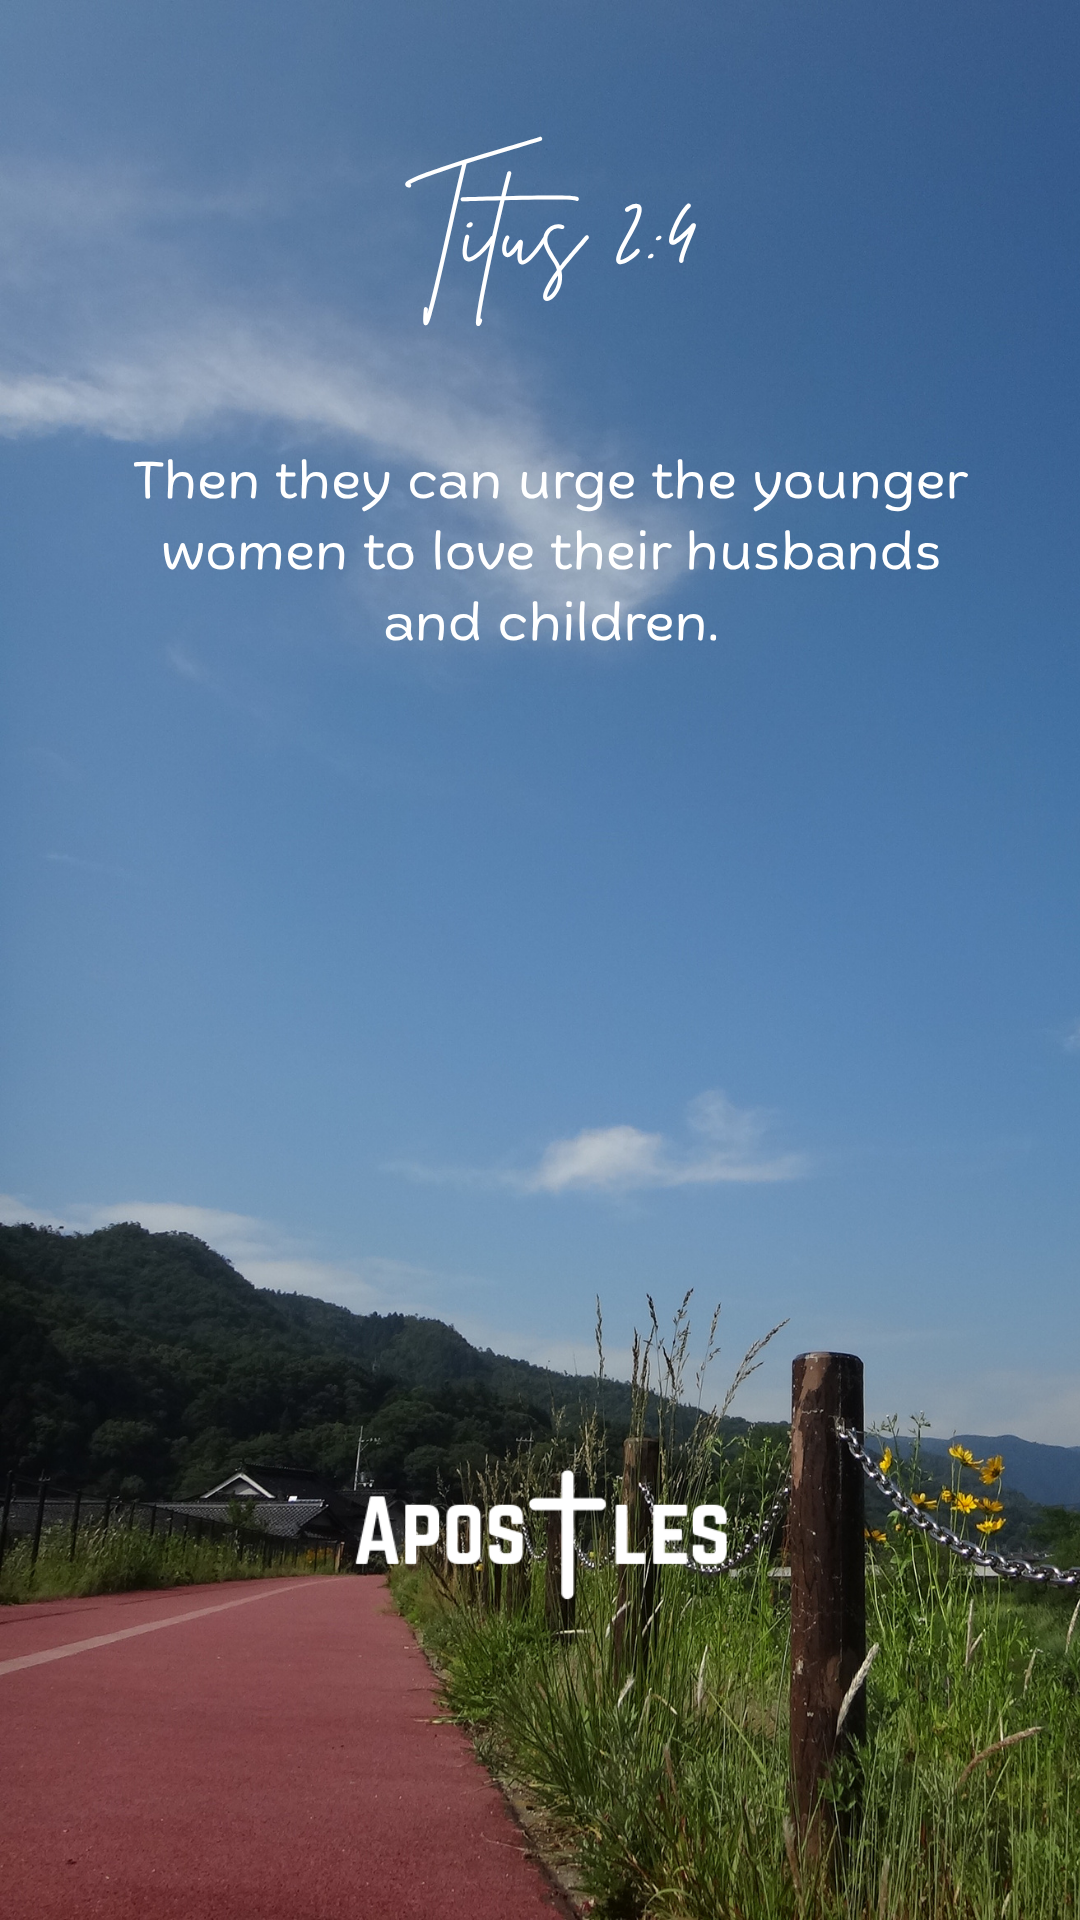 Titus 2:4
Then they can urge the younger
women to love their husbands
and children.
Apostles